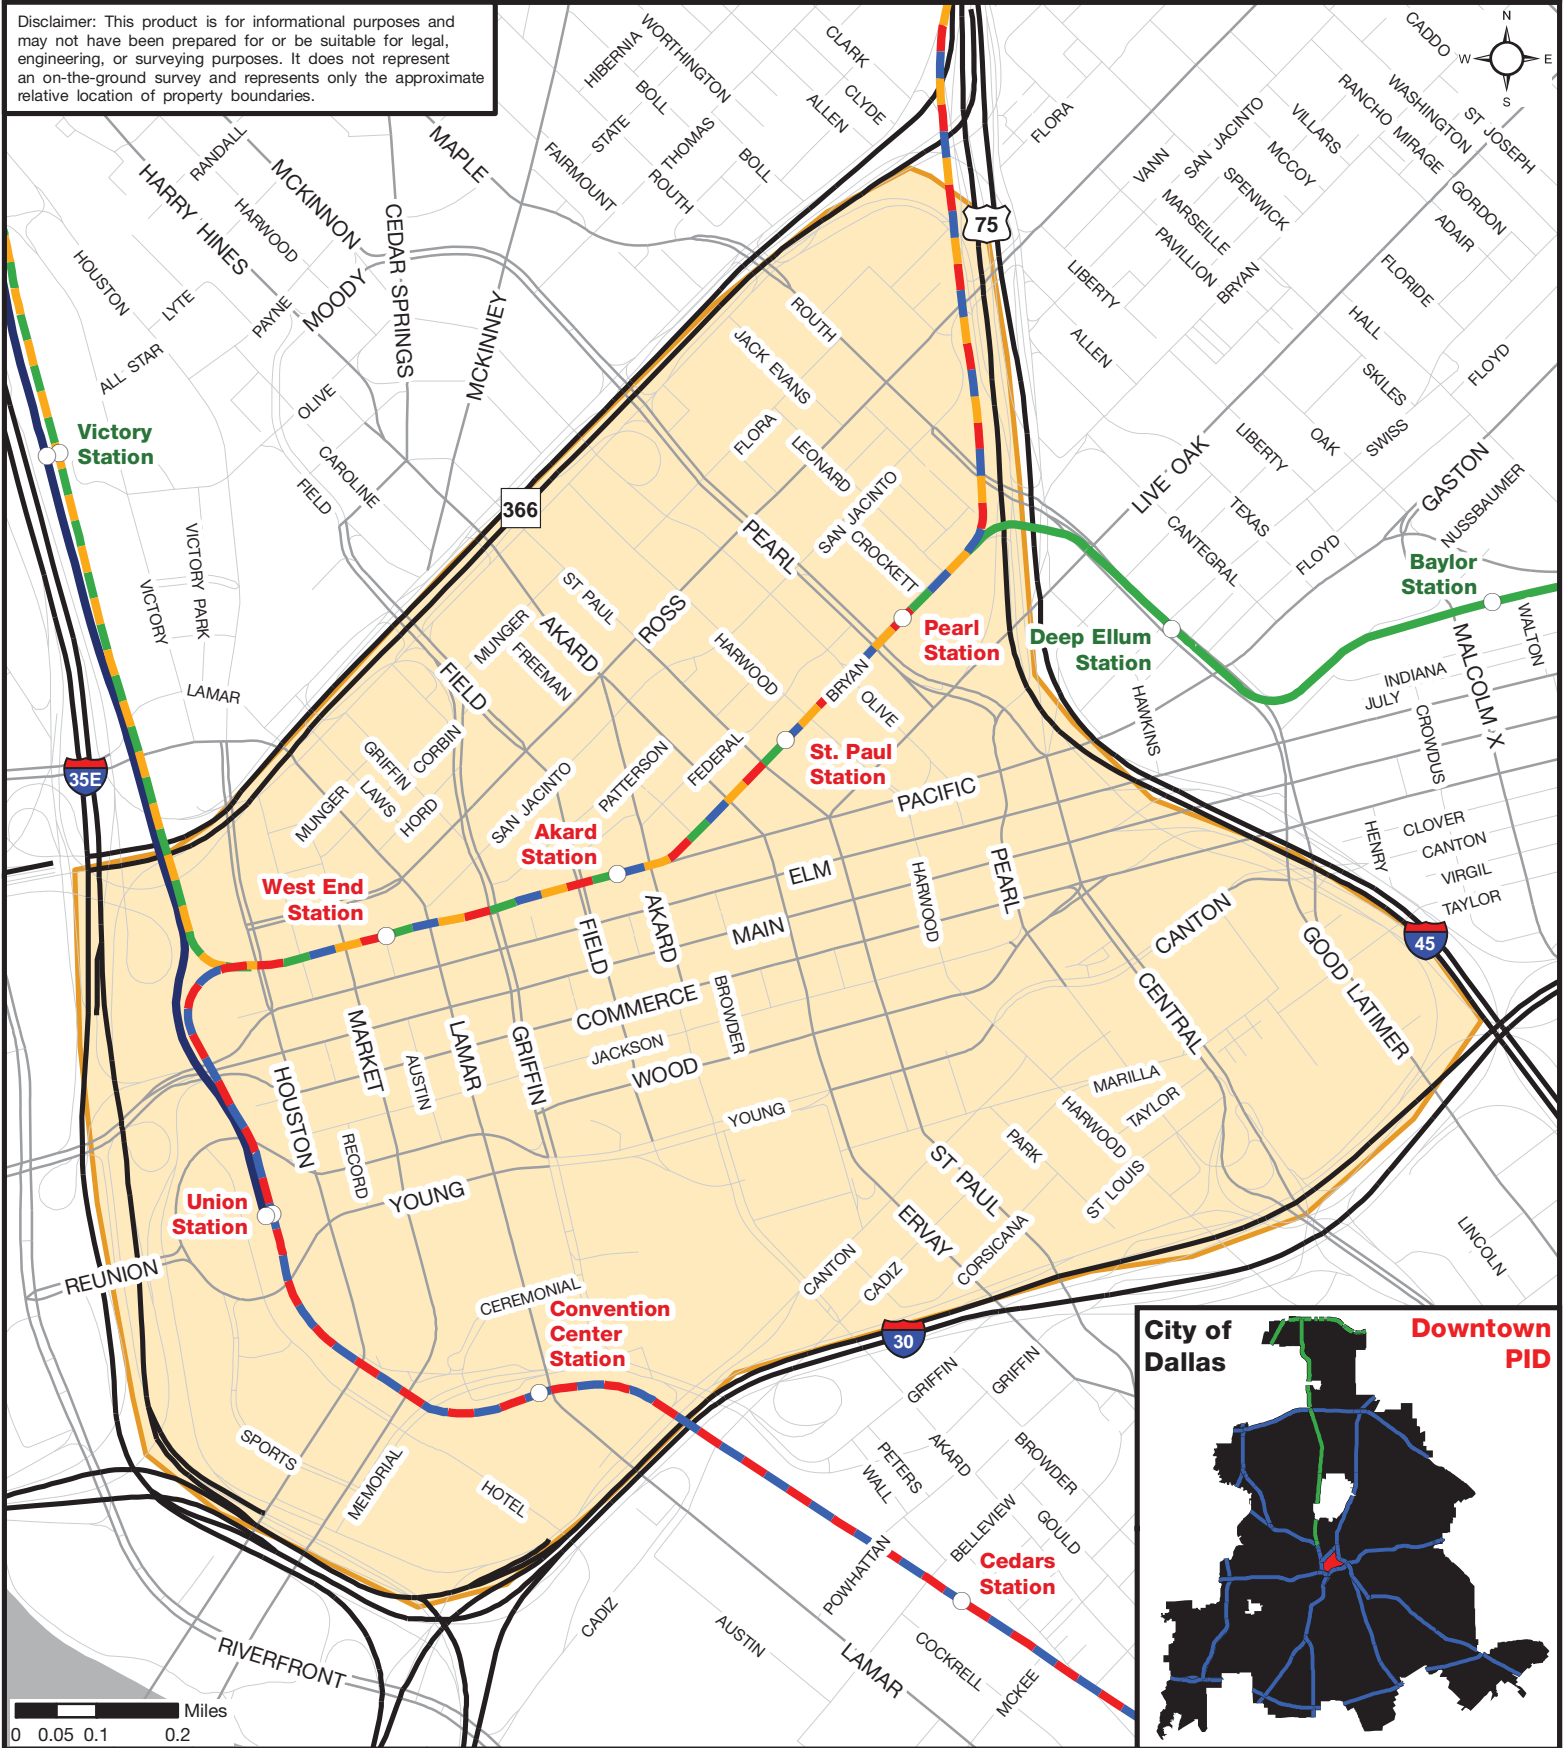 Disclaimer: This product is for informational purposes and
may not have been prepared for or be suitable for legal,
engineering, or surveying purposes. It does not represent
an on-the-ground survey and represents only the approximate
relative location of property boundaries.
N
W
E
S
HIBERNIA
WORTHINGTON
CLARK
CADDO
BOLL
CLYDE
ALLEN
STATE
THOMAS
BOLL
FAIRMOUNT
ROUTH
FLORA
RANCHO MIRAGE
WASHINGTON
ST JOSEPH
SAN JACINTO
VILLARS
VANN
MCCOY
SPENWICK
MARSEILLE
GORDON
ADAIR
PAVILLION
BRYAN
LIBERTY
FLORIDE
HALL
ALLEN
SKILES
FLOYD
RANDALL
MAPLE
HARRY HINES
MCKINNON
HARWOOD
CEDAR SPRINGS
HOUSTON
LYTE
PAYNE
MOODY
MCKINNEY
ALL STAR
OLIVE
75
ROUTH
JACK EVANS
FLORA
LEONARD
SAN JACINTO
CROCKETT
PEARL
Victory
Station
CAROLINE
FIELD
366
LIVE OAK
LIBERTY
OAK
SWISS
GASTON
NUSSBAUMER
TEXAS
CANTEGRAL
FLOYD
Baylor
Station
VICTORY PARK
VICTORY
LAMAR
ST PAUL
MUNGER
AKARD
ROSS
FREEMAN
FIELD
HARWOOD
BRYAN
OLIVE
Pearl
Station
Deep Ellum
Station
HAWKINS
WALTON
MALCOLM X
INDIANA
JULY
CROWDUS
35E
GRIFFIN
CORBIN
LAWS
MUNGER
HORD
SAN JACINTO
PATTERSON
FEDERAL
St. Paul
Station
PACIFIC
Akard
Station
HENRY
CLOVER
CANTON
VIRGIL
TAYLOR
West End
Station
ELM
HARWOOD
PEARL
FIELD
AKARD
MAIN
CANTON
45
GOOD LATIMER
COMMERCE
BROWDER
CENTRAL
MARKET
LAMAR
GRIFFIN
JACKSON
WOOD
AUSTIN
HOUSTON
YOUNG
MARILLA
HARWOOD
TAYLOR
RECORD
PARK
ST PAUL
ST LOUIS
YOUNG
Union
Station
ERVAY
CORSICANA
LINCOLN
REUNION
CANTON
CADIZ
CEREMONIAL
Convention
Center
Station
30
GRIFFIN
GRIFFIN
SPORTS
MEMORIAL
HOTEL
PETERS
AKARD
BROWDER
WALL
BELLEVIEW
GOULD
POWHATTAN
Cedars
Station
CADIZ
AUSTIN
LAMAR
COCKRELL
MCKEE
RIVERFRONT
Miles
0 0.05 0.1 0.2
City of
Dallas
Downtown
PID